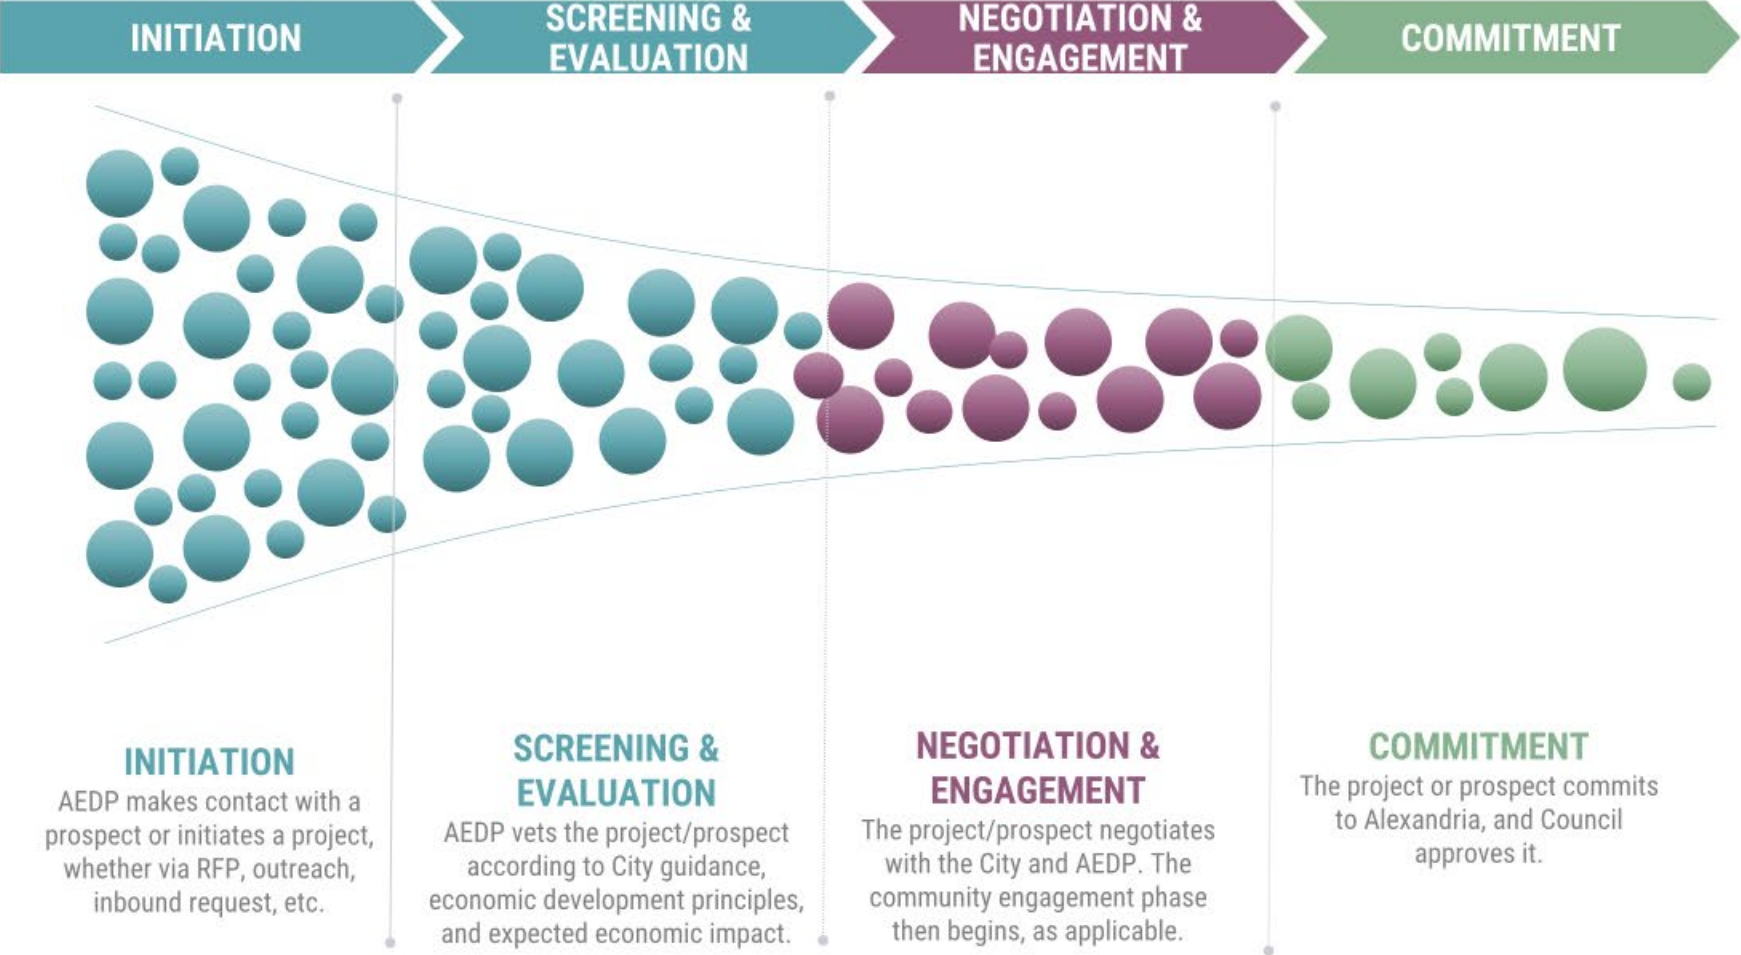 INITIATION
SCREENING &
EVALUATION
NEGOTIATION &
ENGAGEMENT
COMMITMENT
INITIATION
AEDP makes contact with a
prospect or initiates a project,
whether via RFP, outreach,
inbound request, etc.
SCREENING &
EVALUATION
AEDP vets the project/prospect
according to City guidance,
economic development principles,
and expected economic impact.
NEGOTIATION &
ENGAGEMENT
The project/prospect negotiates
with the City and AEDP. The
community engagement phase
then begins, as applicable.
COMMITMENT
The project or prospect commits
to Alexandria, and Council
approves it.